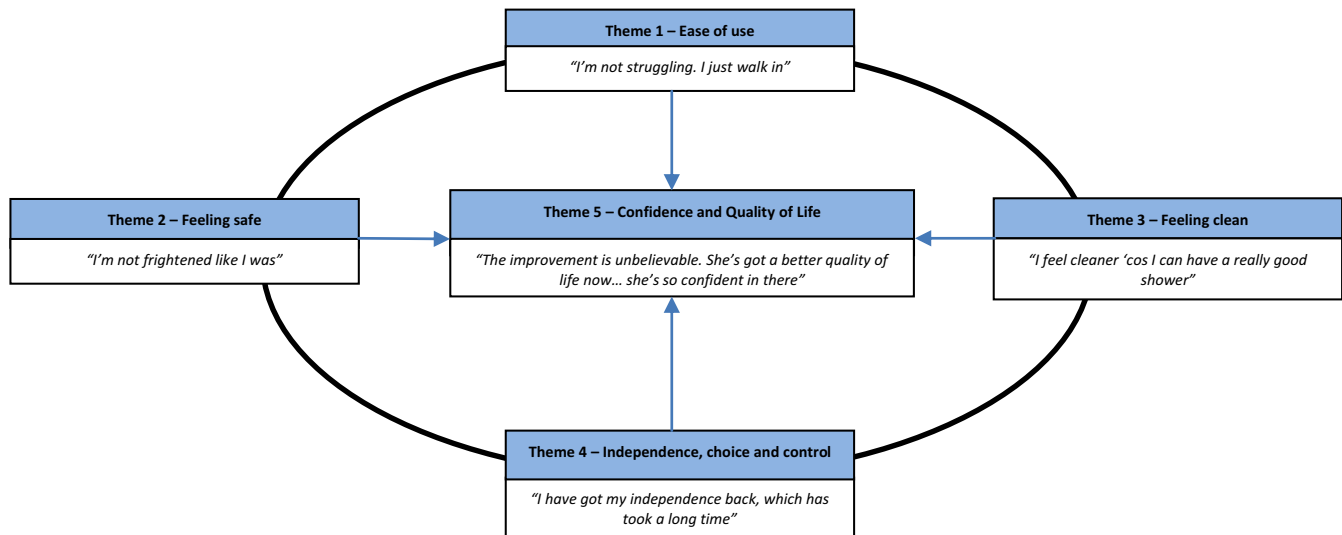 Theme 1 – Ease of use
“I’m not struggling. I just walk in”
Theme 2 – Feeling safe
“I’m not frightened like I was”
Theme 5 – Confidence and Quality of Life
“The improvement is unbelievable. She’s got a better quality of
life now… she’s so confident in there”
Theme 3 – Feeling clean
“I feel cleaner ‘cos I can have a really good
shower”
Theme 4 – Independence, choice and control
“I have got my independence back, which has
took a long time”